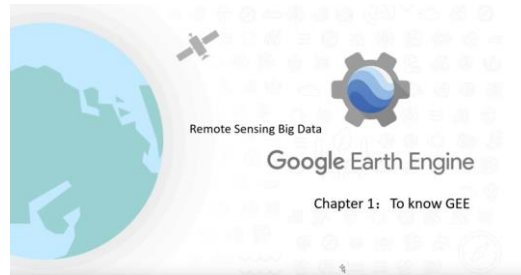 Remote Sensing Big Data
Google Earth Engine
Chapter 1：To know GEE